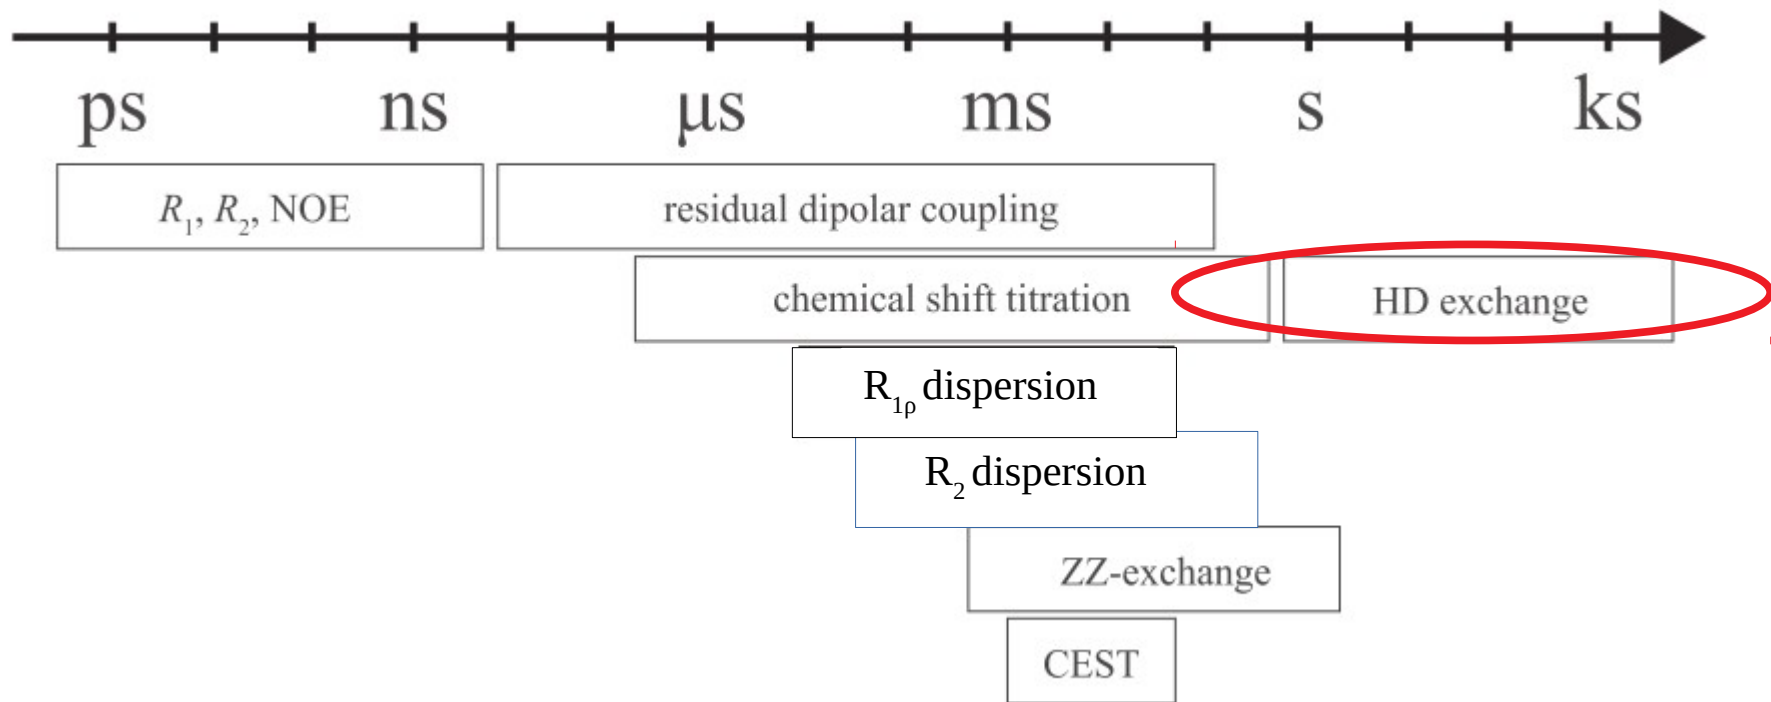 ps ns μs ms s ks
R1, R2, NOE residual dipolar coupling
chemical shift titration HD exchange
R1ρ dispersion
R2 dispersion
ZZ-exchange
CEST